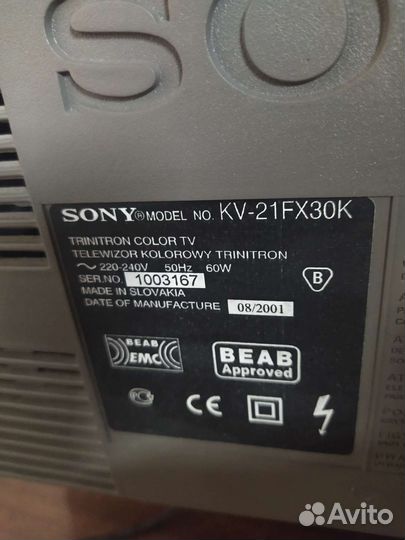 SO
SONY® MODEL NO. KV-21FX30K
TRINITRON COLOR TV
TELEWIZOR KOLOROWY TRINITRON
~ 220-240V 50Hz 60W
SER.NO. 1003167
MADE IN SLOVAKIA
DATE OF MANUFACTURE 08/2001
B
BEAB
EMC
BEAB
Approved
CE
Avito